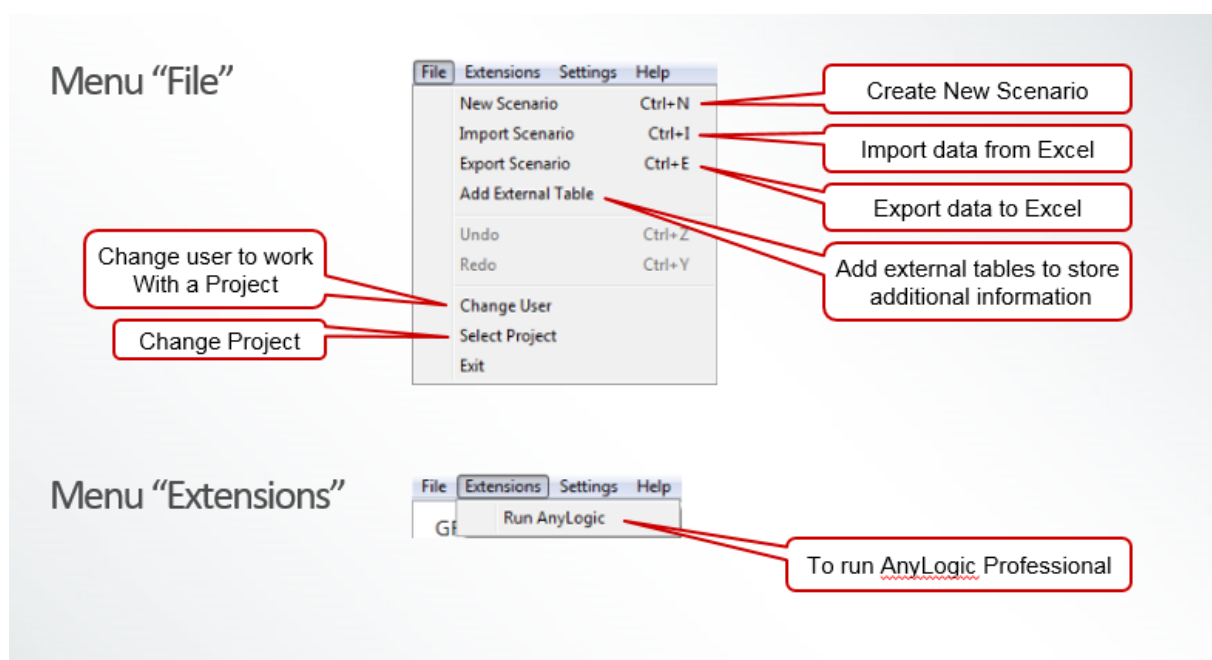 Menu “File”
File Extensions Settings Help
New Scenario Ctrl+N
Import Scenario Ctrl+I
Export Scenario Ctrl+E
Add External Table
Undo Ctrl+Z
Redo Ctrl+Y
Change User
Select Project
Exit
Create New Scenario
Import data from Excel
Export data to Excel
Add external tables to store
additional information
Change user to work
With a Project
Change Project
Menu “Extensions”
File Extensions Settings Help
Run AnyLogic
To run AnyLogic Professional